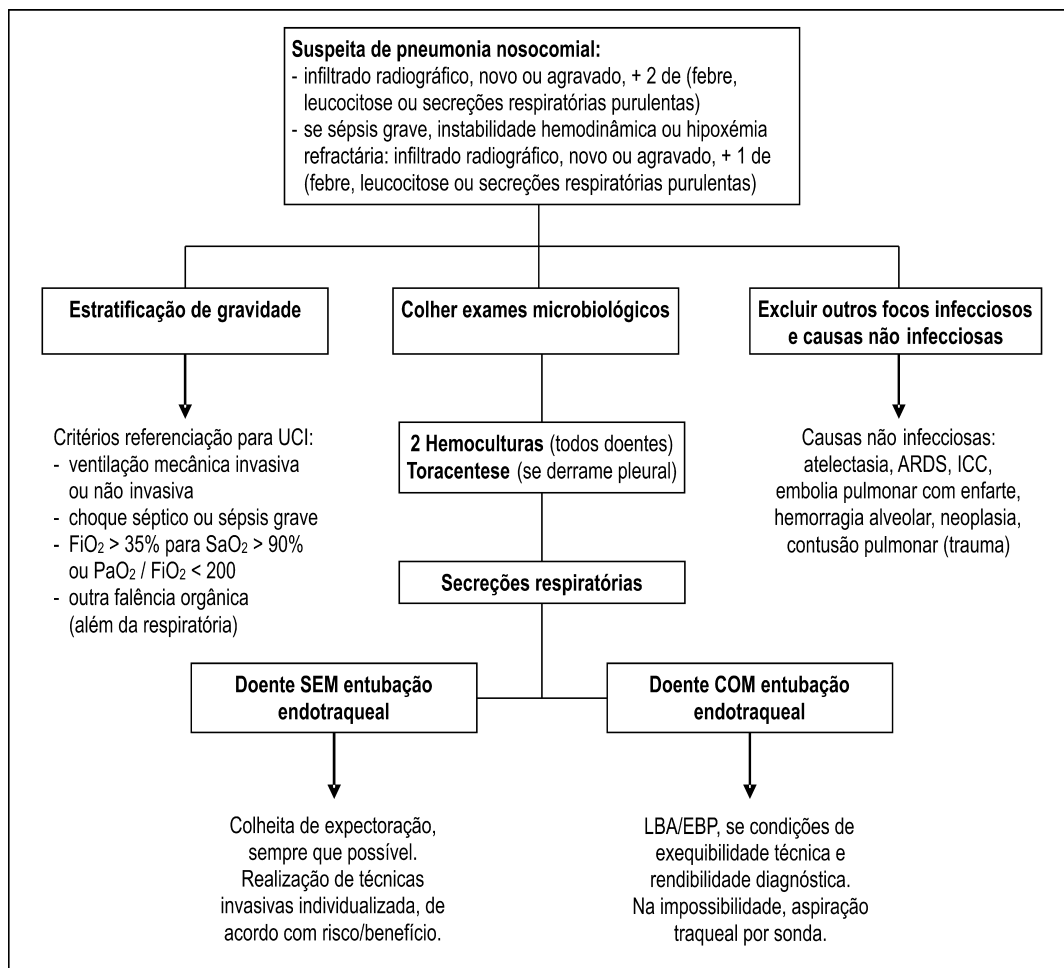 Suspeita de pneumonia nosocomial:
- infiltrado radiográfico, novo ou agravado, + 2 de (febre,
leucocitose ou secreções respiratórias purulentas)
- se sépsis grave, instabilidade hemodinâmica ou hipoxémia
refractária: infiltrado radiográfico, novo ou agravado, + 1 de
(febre, leucocitose ou secreções respiratórias purulentas)
Estratificação de gravidade
Colher exames microbiológicos
Excluir outros focos infecciosos
e causas não infecciosas
Critérios referenciação para UCI:
- ventilação mecânica invasiva
ou não invasiva
- choque séptico ou sépsis grave
- FiO₂ > 35% para SaO₂ > 90%
ou PaO₂ / FiO₂ < 200
- outra falência orgânica
(além da respiratória)
2 Hemoculturas (todos doentes)
Toracentese (se derrame pleural)
Causas não infecciosas:
atelectasia, ARDS, ICC,
embolia pulmonar com enfarte,
hemorragia alveolar, neoplasia,
contusão pulmonar (trauma)
Secreções respiratórias
Doente SEM entubação
endotraqueal
Doente COM entubação
endotraqueal
Colheita de expectoração,
sempre que possível.
Realização de técnicas
invasivas individualizada, de
acordo com risco/benefício.
LBA/EBP, se condições de
exequibilidade técnica e
rendibilidade diagnóstica.
Na impossibilidade, aspiração
traqueal por sonda.